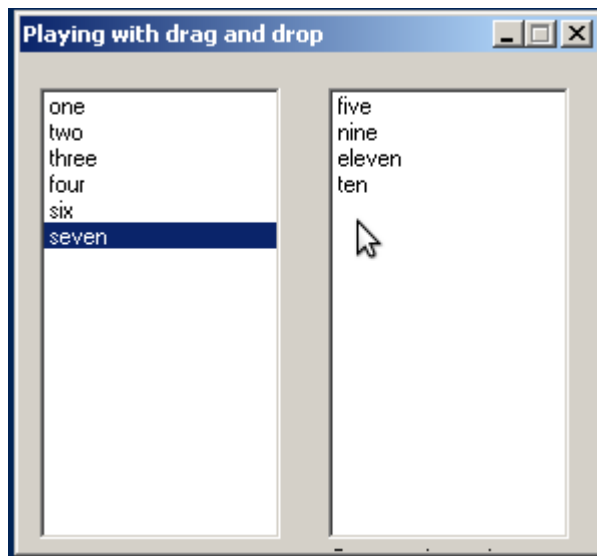 Playing with drag and drop
one
two
three
four
six
seven
five
nine
eleven
ten